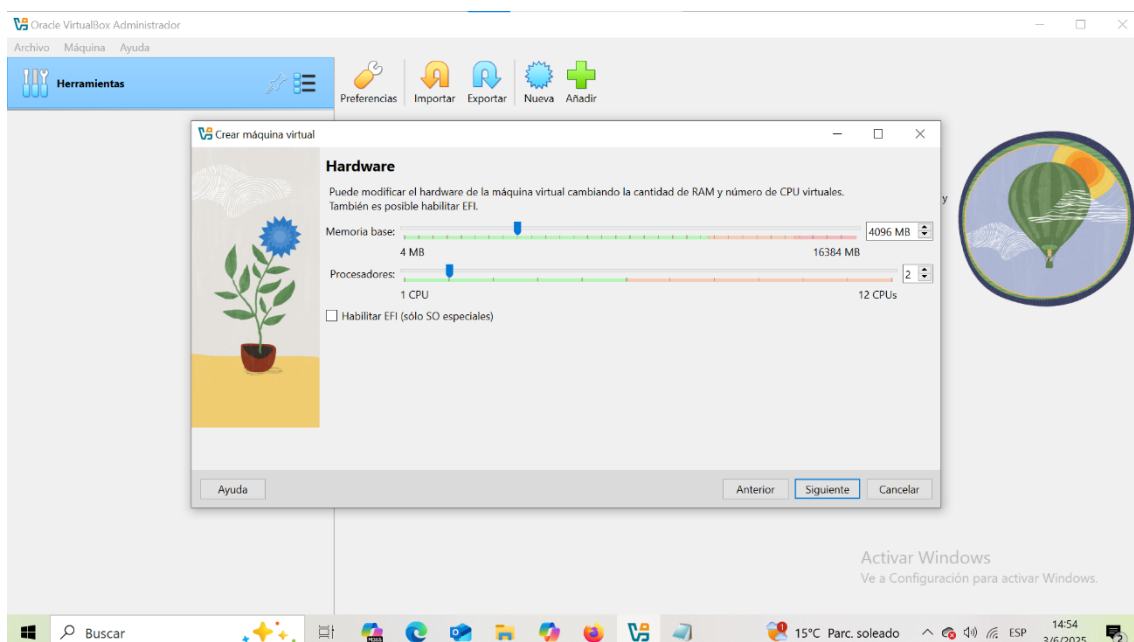 Oracle VirtualBox Administrador
Archivo Máquina Ayuda
Herramientas
Preferencias Importar Exportar Nueva Añadir
Crear máquina virtual
Hardware
Puede modificar el hardware de la máquina virtual cambiando la cantidad de RAM y número de CPU virtuales.
También es posible habilitar EFI.
y
Memoria base: 4096 MB
4 MB 16384 MB
Procesadores: 2
1 CPU 12 CPUs
Habilitar EFI (sólo SO especiales)
Ayuda Anterior Siguiente Cancelar
Activar Windows
Ve a Configuración para activar Windows.
Buscar 15°C Parc. soleado ESP 14:54
3/6/2025